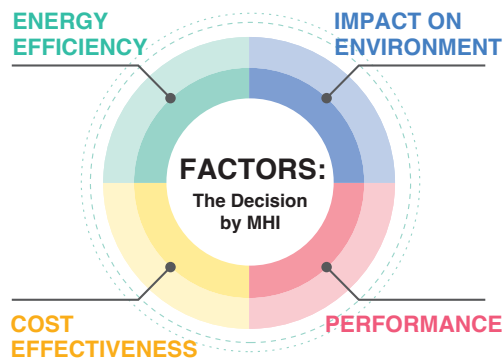 ENERGY
EFFICIENCY
IMPACT ON
ENVIRONMENT
FACTORS:
The Decision
by MHI
COST
EFFECTIVENESS
PERFORMANCE